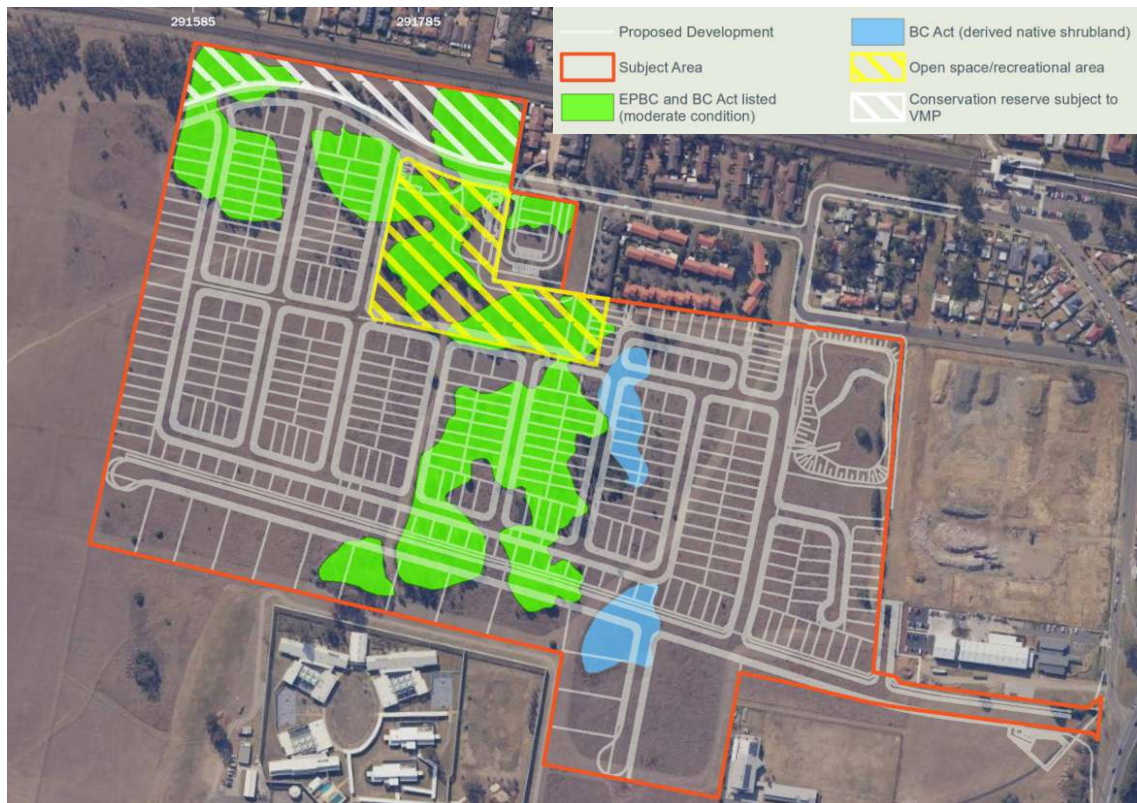 291585
291785
Proposed Development
Subject Area
EPBC and BC Act listed
(moderate condition)
BC Act (derived native shrubland)
Open space/recreational area
Conservation reserve subject to
VMP